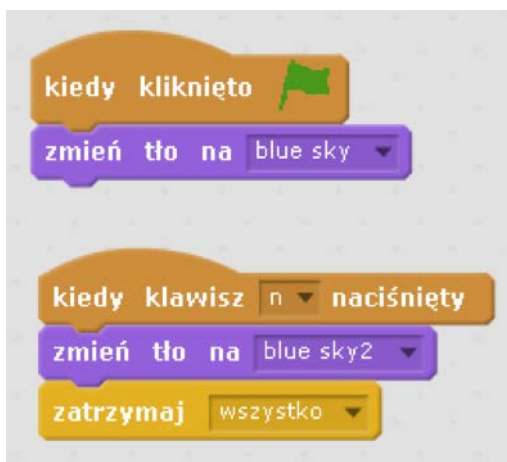 kiedy kliknięto
zmień tło na blue sky
kiedy klawisz n naciśnięty
zmień tło na blue sky2
zatrzymaj wszystko